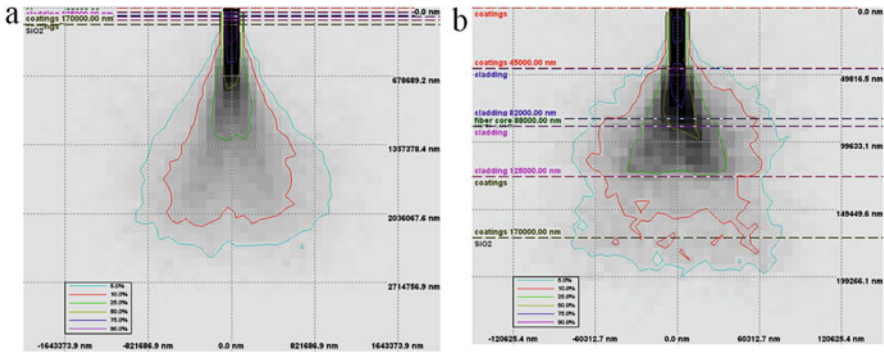 a
coatings 170000.00 nm
SiO2
-0.0 nm
678689.2 nm
1357378.4 nm
2036067.6 nm
2714756.9 nm
5.0%
10.0%
25.0%
50.0%
75.0%
90.0%
-1643373.9 nm
-821686.9 nm
0.0 nm
821686.9 nm
1643373.9 nm
b
coatings
-0.0 nm
coatings 45000.00 nm
cladding
49816.5 nm
cladding 82000.00 nm
fiber core 88000.00 nm
cladding
99633.1 nm
cladding 125000.00 nm
coatings
149449.6 nm
coatings 170000.00 nm
SiO2
199266.1 nm
5.0%
10.0%
25.0%
50.0%
75.0%
90.0%
-120625.4 nm
-60312.7 nm
0.0 nm
60312.7 nm
120625.4 nm